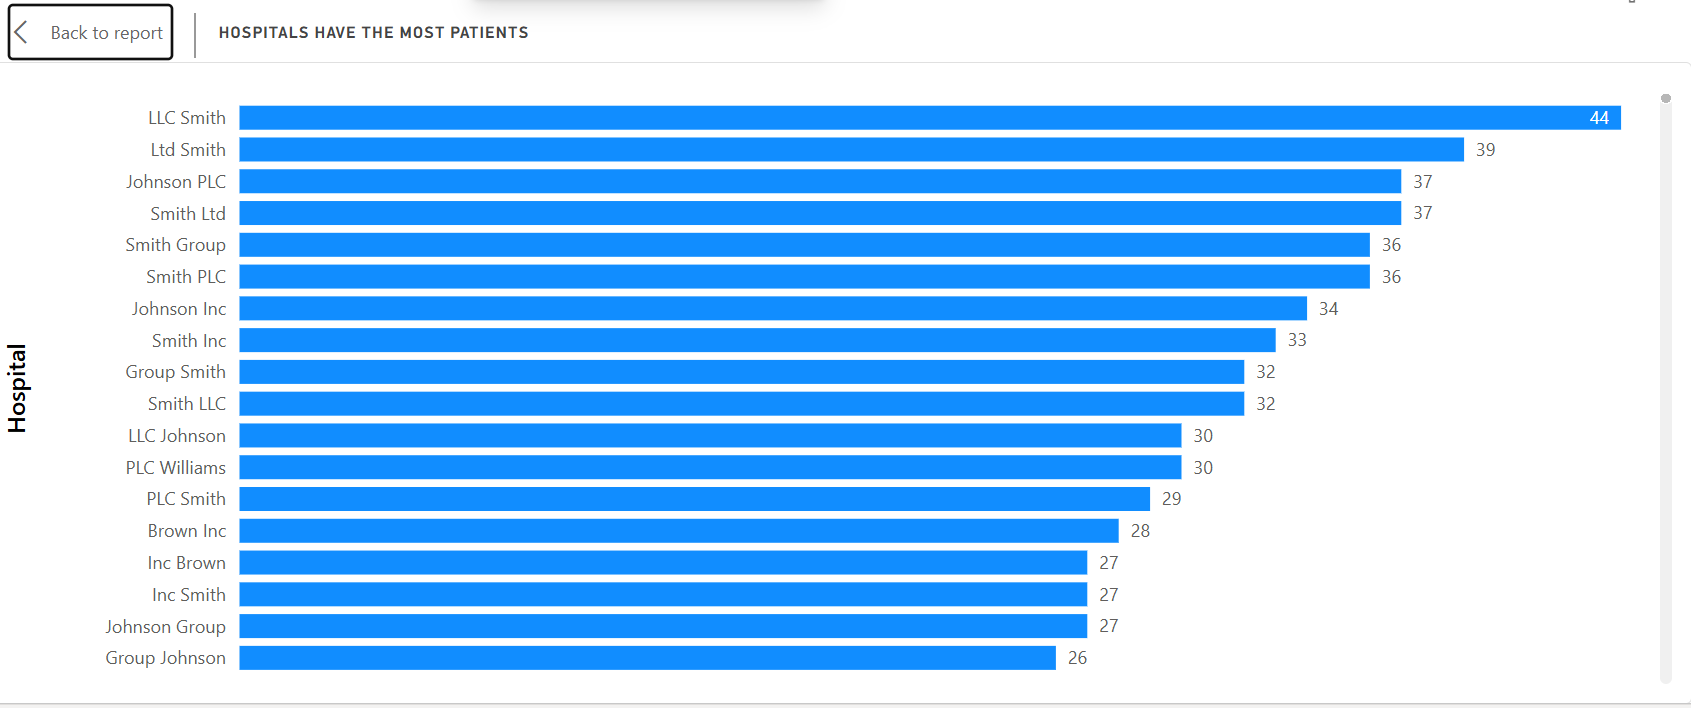 Back to report
HOSPITALS HAVE THE MOST PATIENTS
Hospital
LLC Smith 44
Ltd Smith 39
Johnson PLC 37
Smith Ltd 37
Smith Group 36
Smith PLC 36
Johnson Inc 34
Smith Inc 33
Group Smith 32
Smith LLC 32
LLC Johnson 30
PLC Williams 30
PLC Smith 29
Brown Inc 28
Inc Brown 27
Inc Smith 27
Johnson Group 27
Group Johnson 26